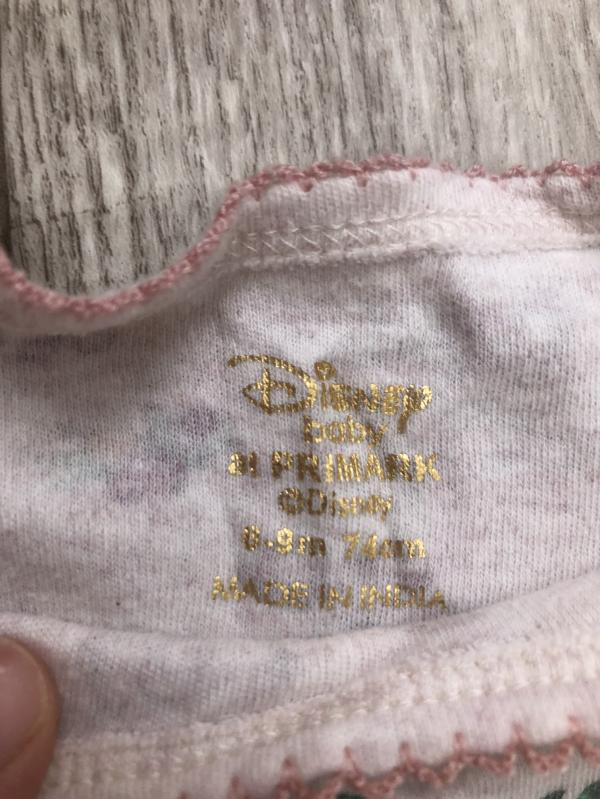 Disney
baby
at PRIMARK
©Disney
6-9m 74cm
MADE IN INDIA